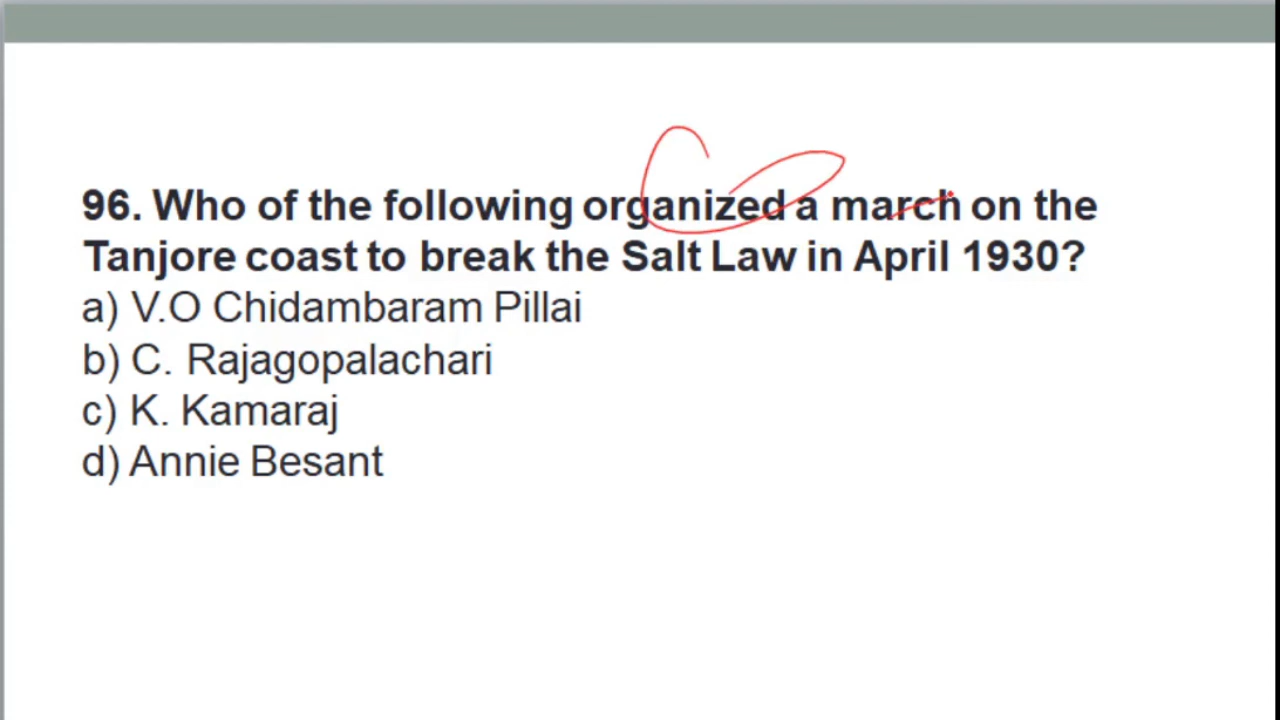 96. Who of the following organized a march on the
Tanjore coast to break the Salt Law in April 1930?
a) V.O Chidambaram Pillai
b) C. Rajagopalachari
c) K. Kamaraj
d) Annie Besant